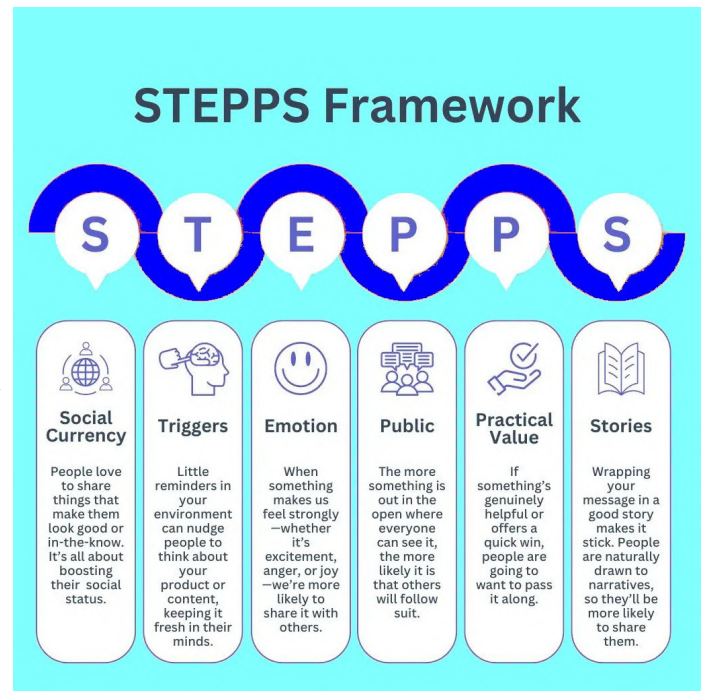 STEPPS Framework
S T E P P S
Social
Currency
People love
to share
things that
make them
look good or
in-the-know.
It's all about
boosting
their social
status.
Triggers
Little
reminders in
your
environment
can nudge
people to
think about
your
product or
content,
keeping it
fresh in their
minds.
Emotion
When
something
makes us
feel strongly
—whether
it's
excitement,
anger, or joy
—we're more
likely to
share it with
others.
Public
The more
something is
out in the
open where
everyone
can see it,
the more
likely it is
that others
will follow
suit.
Practical
Value
If
something's
genuinely
helpful or
offers a
quick win,
people are
going to
want to pass
it along.
Stories
Wrapping
your
message in a
good story
makes it
stick. People
are naturally
drawn to
narratives,
so they'll be
more likely
to share
them.